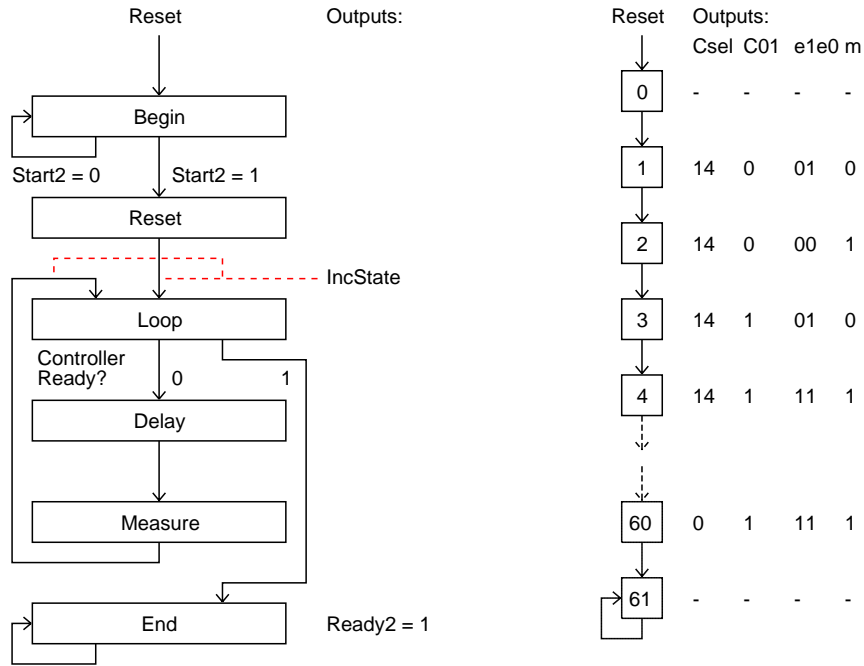 Reset Outputs: Reset Outputs:
Csel C01 e1e0 m
0 - - - -
Begin
Start2 = 0 Start2 = 1
1 14 0 01 0
Reset
2 14 0 00 1
IncState
Loop
3 14 1 01 0
Controller
Ready? 0 1
4 14 1 11 1
Delay
Measure
60 0 1 11 1
61 - - - -
End Ready2 = 1